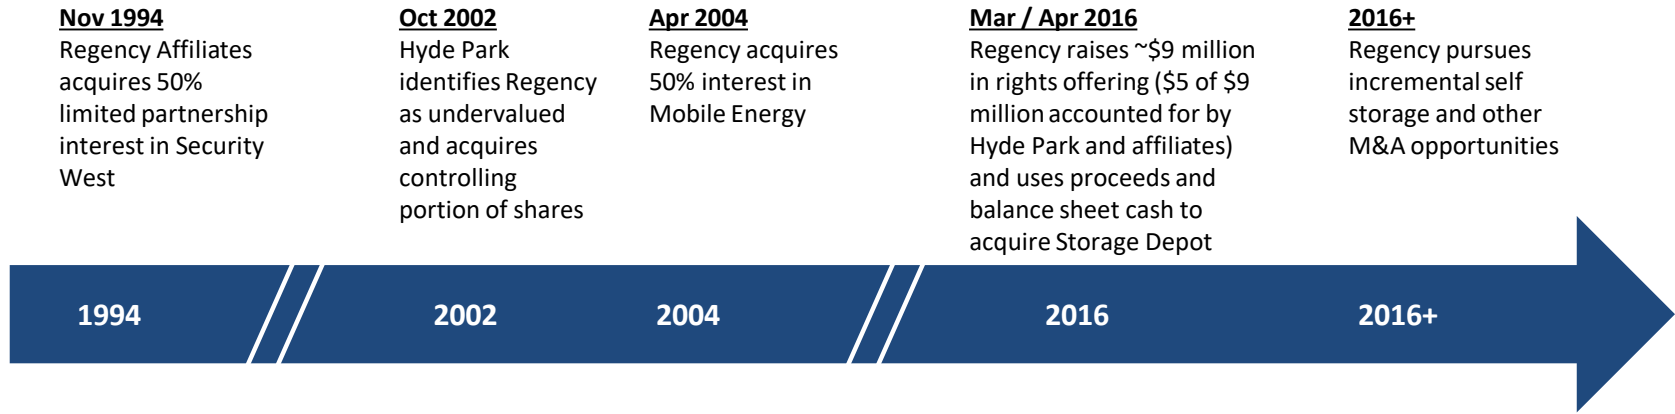 Nov 1994
Regency Affiliates
acquires 50%
limited partnership
interest in Security
West
Oct 2002
Hyde Park
identifies Regency
as undervalued
and acquires
controlling
portion of shares
Apr 2004
Regency acquires
50% interest in
Mobile Energy
Mar / Apr 2016
Regency raises ~$9 million
in rights offering ($5 of $9
million accounted for by
Hyde Park and affiliates)
and uses proceeds and
balance sheet cash to
acquire Storage Depot
2016+
Regency pursues
incremental self
storage and other
M&A opportunities
1994
2002
2004
2016
2016+